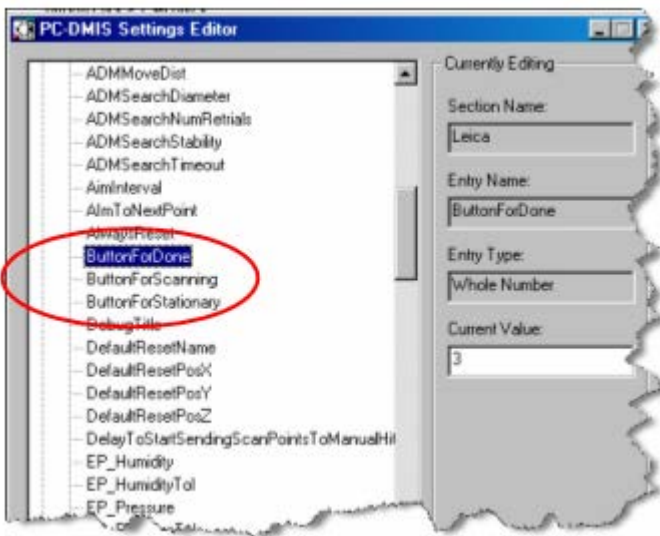 PC-DMIS Settings Editor
ADMMoveDist
ADMSearchDiameter
ADMSearchNumRetrials
ADMSearchStability
ADMSearchTimeout
AimInterval
AimToNextPoint
AlwaysReset
ButtonForDone
ButtonForScanning
ButtonForStationary
DebugTitle
DefaultResetName
DefaultResetPosX
DefaultResetPosY
DefaultResetPosZ
DelayToStartSendingScanPointsToManualHit
EP_Humidity
EP_HumidityTol
EP_Pressure
Currently Editing
Section Name:
Leica
Entry Name:
ButtonForDone
Entry Type:
Whole Number
Current Value:
3